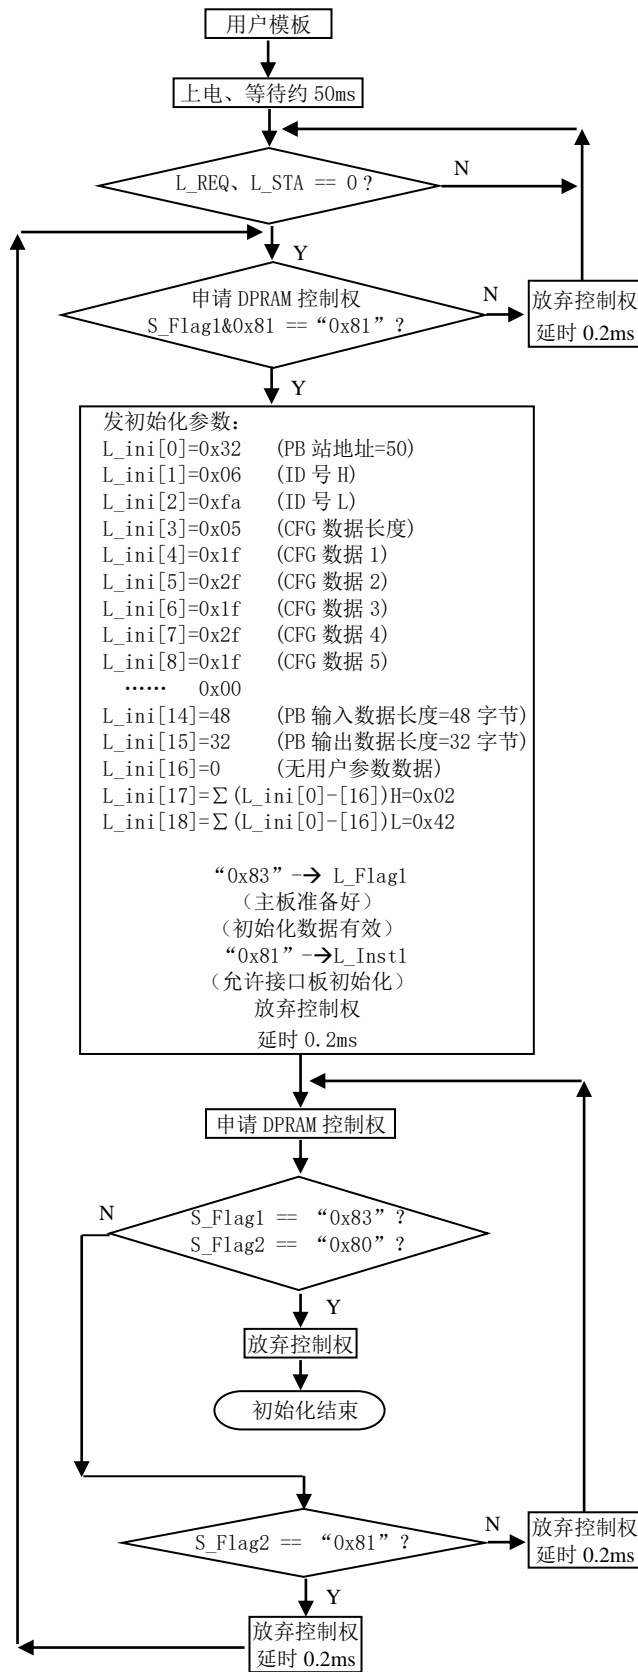 用户模板
上电、等待约 50ms
L_REQ、L_STA == 0?
N
Y
申请 DPRAM 控制权
S_Flag1&0x81 == “0x81”?
N
放弃控制权
延时 0.2ms
Y
发初始化参数:
L_ini[0]=0x32 (PB 站地址=50)
L_ini[1]=0x06 (ID 号 H)
L_ini[2]=0xfa (ID 号 L)
L_ini[3]=0x05 (CFG 数据长度)
L_ini[4]=0x1f (CFG 数据 1)
L_ini[5]=0x2f (CFG 数据 2)
L_ini[6]=0x1f (CFG 数据 3)
L_ini[7]=0x2f (CFG 数据 4)
L_ini[8]=0x1f (CFG 数据 5)
…… 0x00
L_ini[14]=48 (PB 输入数据长度=48 字节)
L_ini[15]=32 (PB 输出数据长度=32 字节)
L_ini[16]=0 (无用户参数数据)
L_ini[17]=∑(L_ini[0]-[16])H=0x02
L_ini[18]=∑(L_ini[0]-[16])L=0x42
“0x83”-→ L_Flag1
(主板准备好)
(初始化数据有效)
“0x81”-→L_Inst1
(允许接口板初始化)
放弃控制权
延时 0.2ms
申请 DPRAM 控制权
N
S_Flag1 == “0x83”?
S_Flag2 == “0x80”?
Y
放弃控制权
初始化结束
S_Flag2 == “0x81”?
N
放弃控制权
延时 0.2ms
Y
放弃控制权
延时 0.2ms